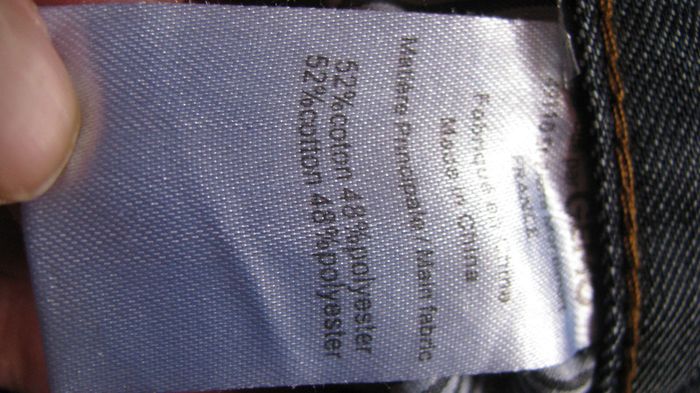 FRANCE
Fabriqué en Chine
Made in China
Matière Principale / Main fabric
52%coton 48%polyester
52%cotton 48%polyester